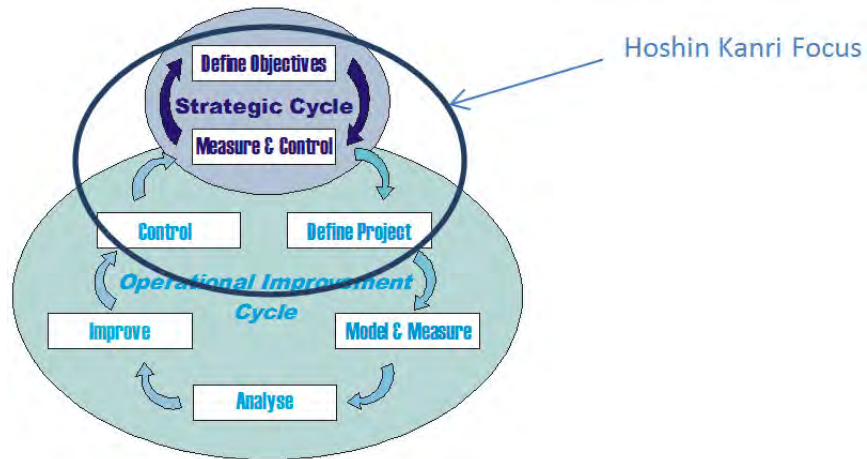 Hoshin Kanri Focus
Define Objectives
Strategic Cycle
Measure & Control
Control
Define Project
Operational Improvement
Cycle
Improve
Model & Measure
Analyse